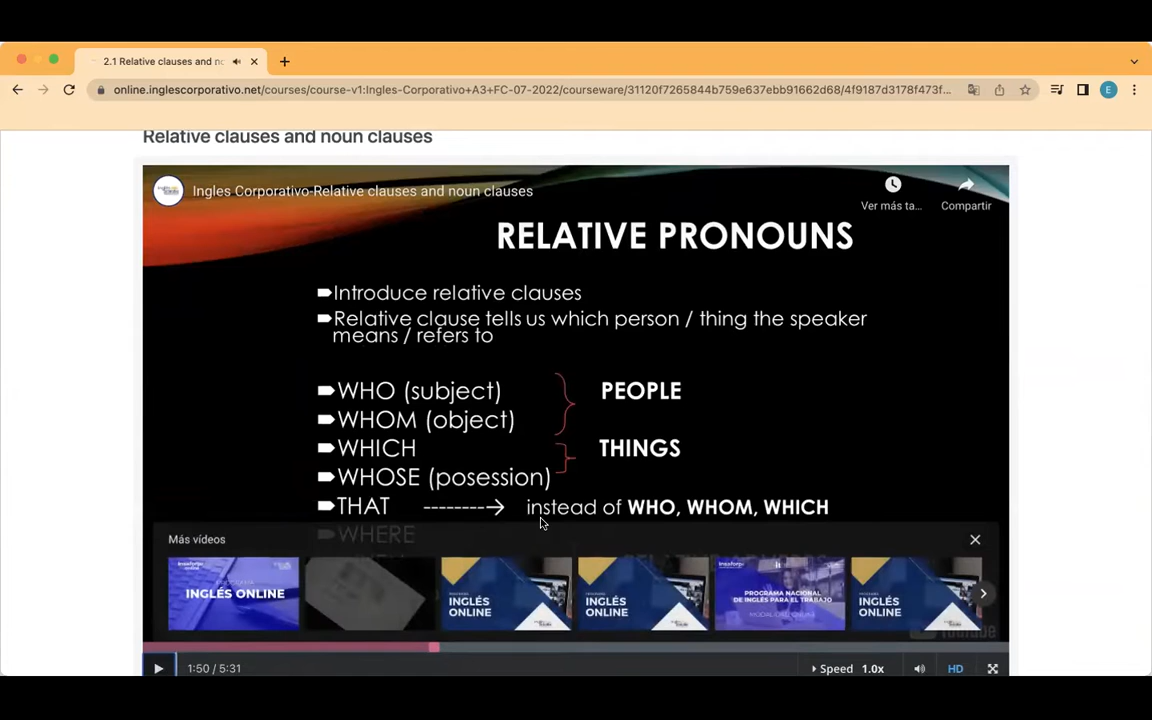 2.1 Relative clauses and no
online.inglescorporativo.net/courses/course-v1:Ingles-Corporativo+A3+FC-07-2022/courseware/31120f7265844b759e637ebb91662d68/4f9187d3178f473f...
E
Relative clauses and noun clauses
Ingles Corporativo-Relative clauses and noun clauses
Ver más ta...
Compartir
RELATIVE PRONOUNS
Introduce relative clauses
Relative clause tells us which person / thing the speaker
means / refers to
WHO (subject)
PEOPLE
WHOM (object)
WHICH
THINGS
WHOSE (posession)
THAT --------→ instead of WHO, WHOM, WHICH
WHERE
Más vídeos
INGLÉS ONLINE
INGLÉS
ONLINE
INGLÉS
ONLINE
PROGRAMA NACIONAL
DE INGLÉS PARA EL TRABAJO
MODALIDAD ONLINE
INGLÉS
ONLINE
1:50 / 5:31
Speed 1.0x
HD